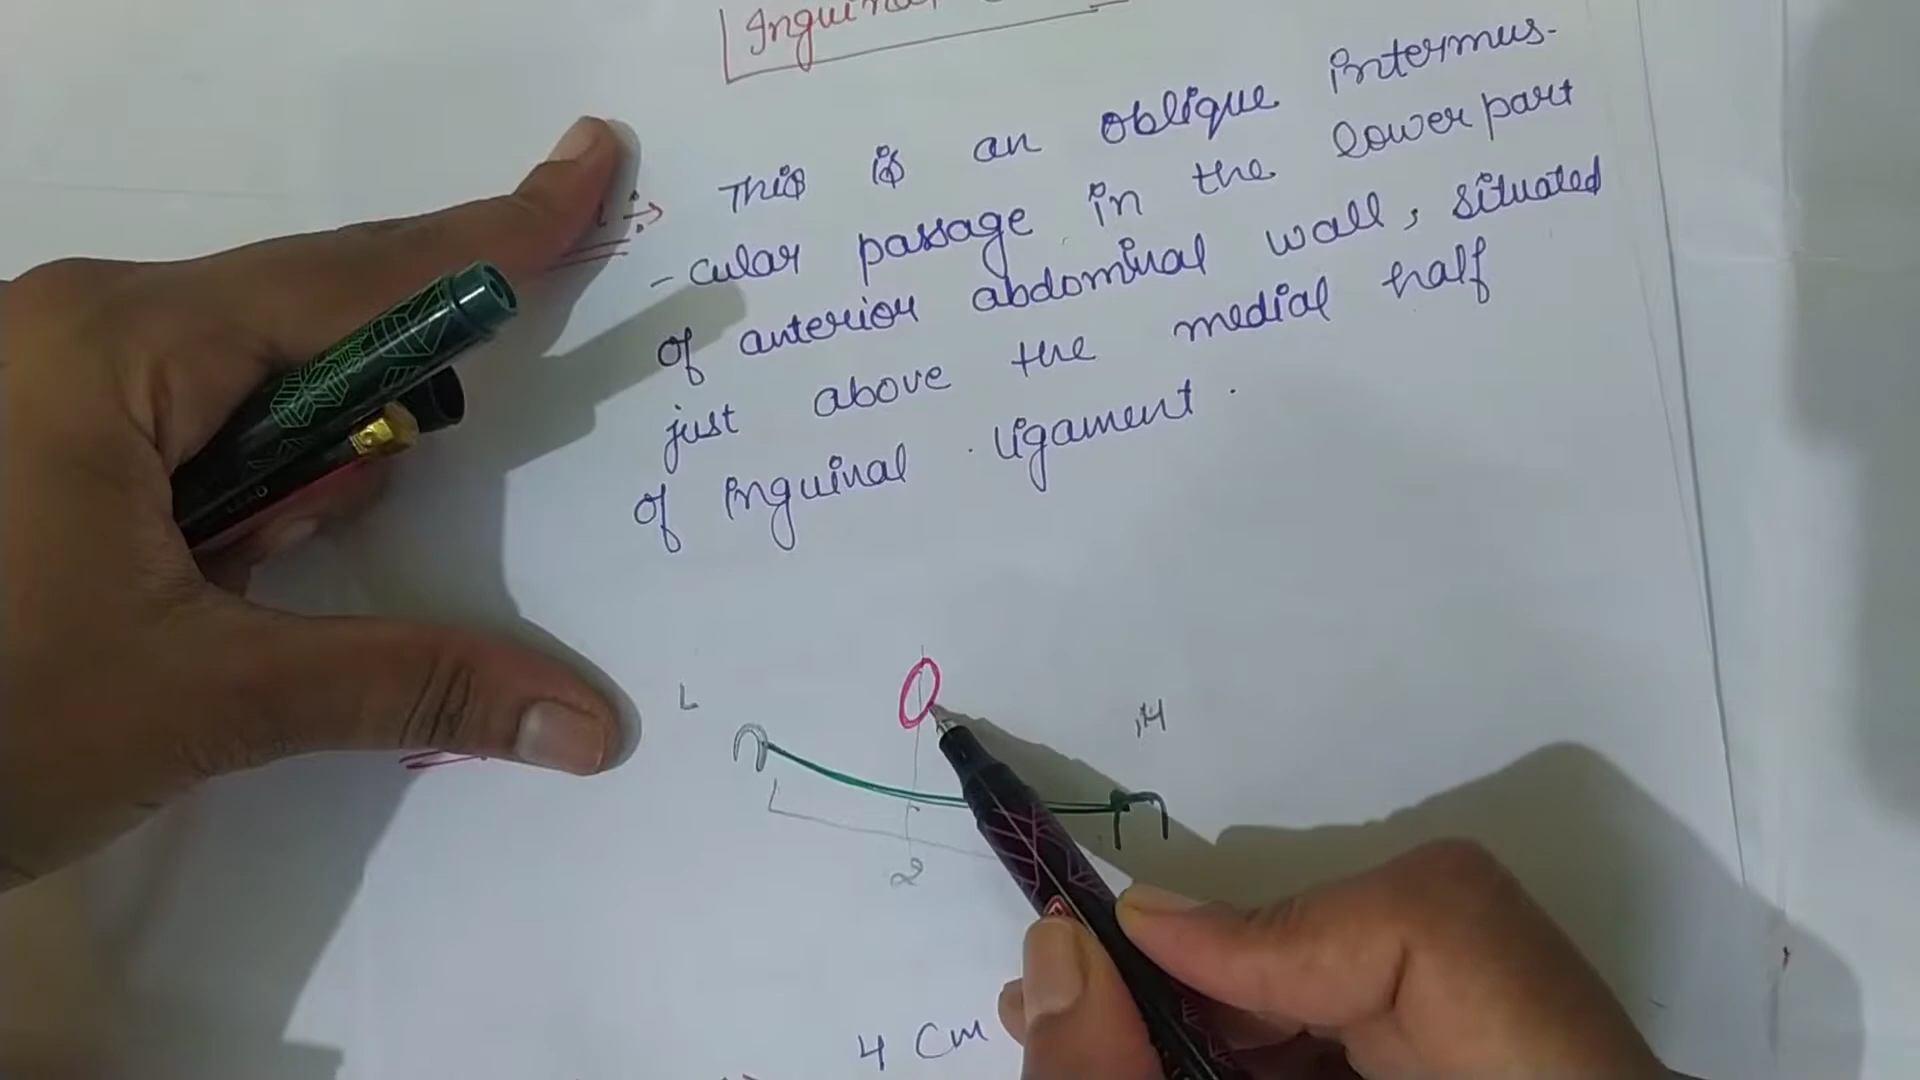 Inguinal
This is an oblique intermus-
-cular passage in the lower part
of anterior abdominal wall, situated
just above the medial half
of inguinal ligament.
L
M
2
4 cm